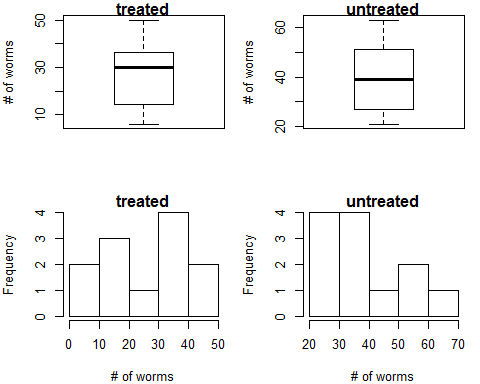 treated
# of worms
50
30
10
untreated
# of worms
60
40
20
treated
Frequency
4
3
2
1
0
0 10 20 30 40 50
# of worms
untreated
Frequency
4
3
2
1
0
20 30 40 50 60 70
# of worms